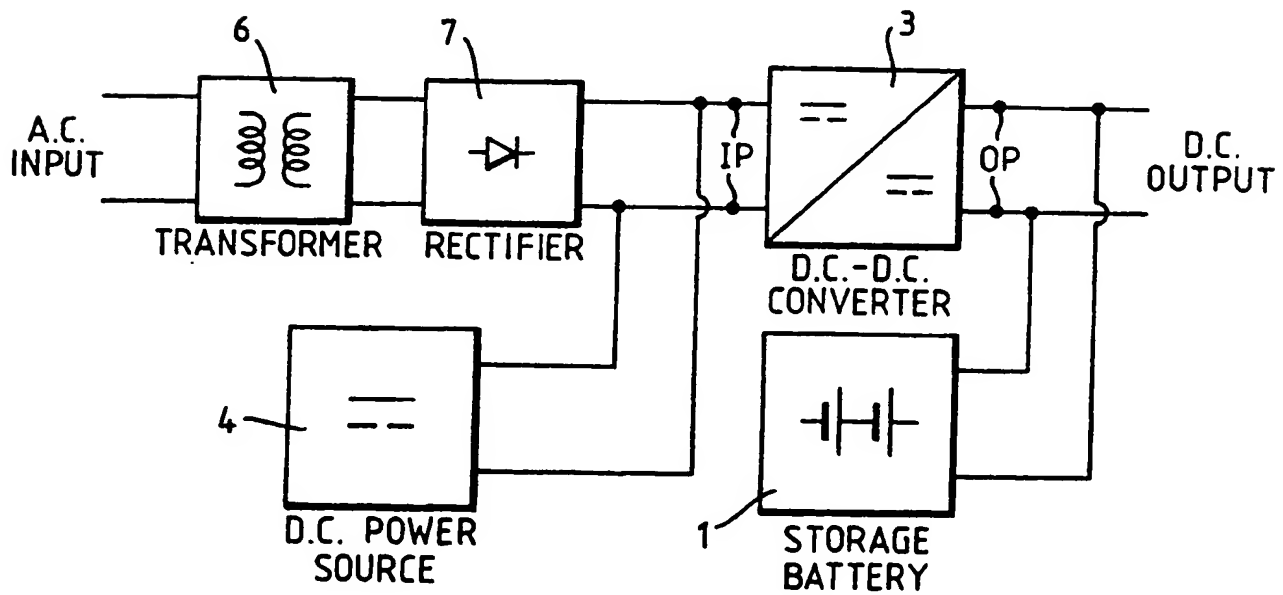 6
7
3
A.C.
INPUT
IP
OP
D.C.
OUTPUT
TRANSFORMER
RECTIFIER
D.C.-D.C.
CONVERTER
4
1
D.C. POWER
SOURCE
STORAGE
BATTERY